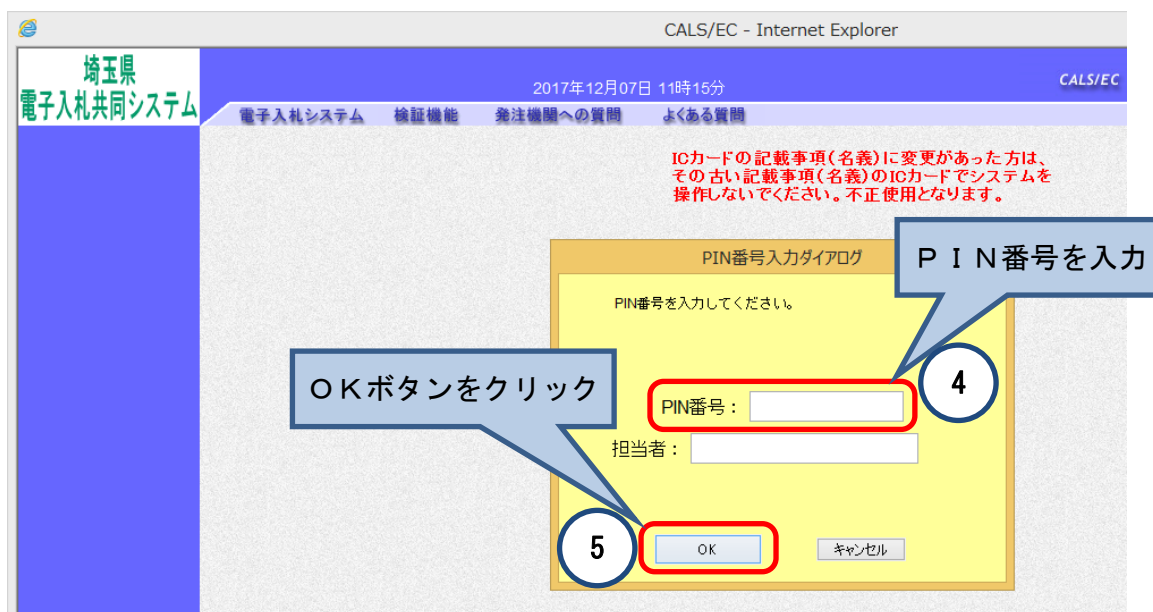 CALS/EC - Internet Explorer
埼玉県
電子入札共同システム
2017年12月07日 11時15分
CALS/EC
電子入札システム 検証機能 発注機関への質問 よくある質問
ICカードの記載事項(名義)に変更があった方は、
その古い記載事項(名義)のICカードでシステムを
操作しないでください。不正使用となります。
PIN番号入力ダイアログ
ＰＩＮ番号を入力
PIN番号を入力してください。
ＯＫボタンをクリック
4
PIN番号：
担当者：
5
OK
キャンセル